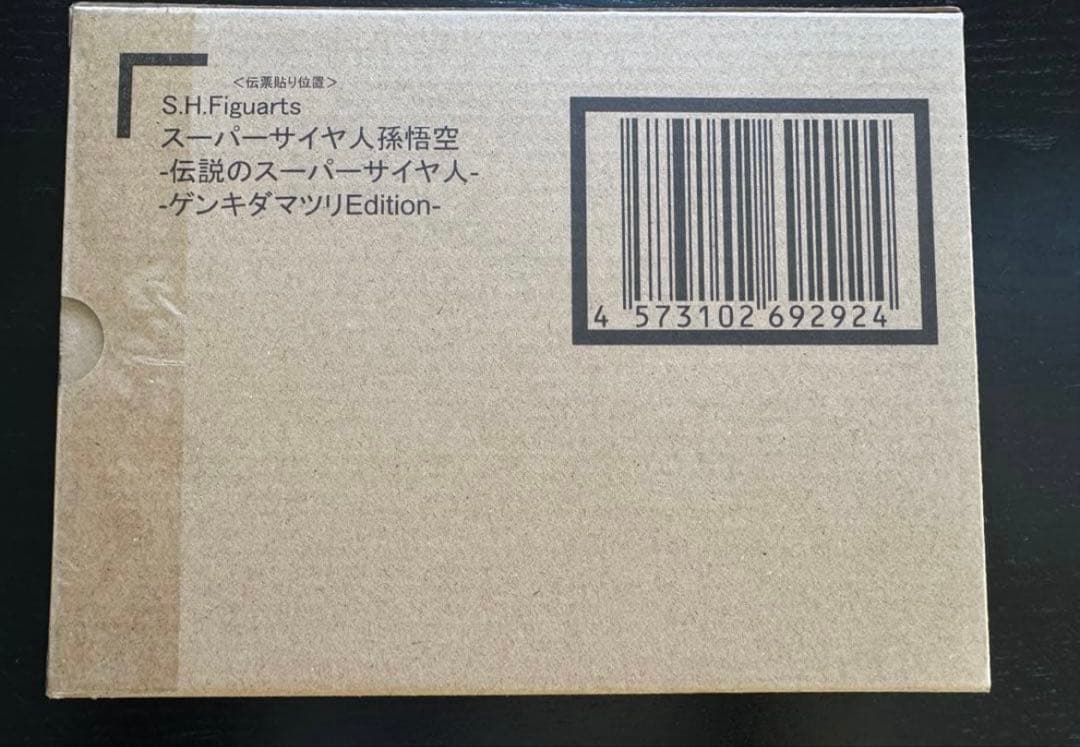 ＜伝票貼り位置＞
S.H.Figuarts
スーパーサイヤ人孫悟空
-伝説のスーパーサイヤ人-
-ゲンキダマツリEdition-
4 573102 692924